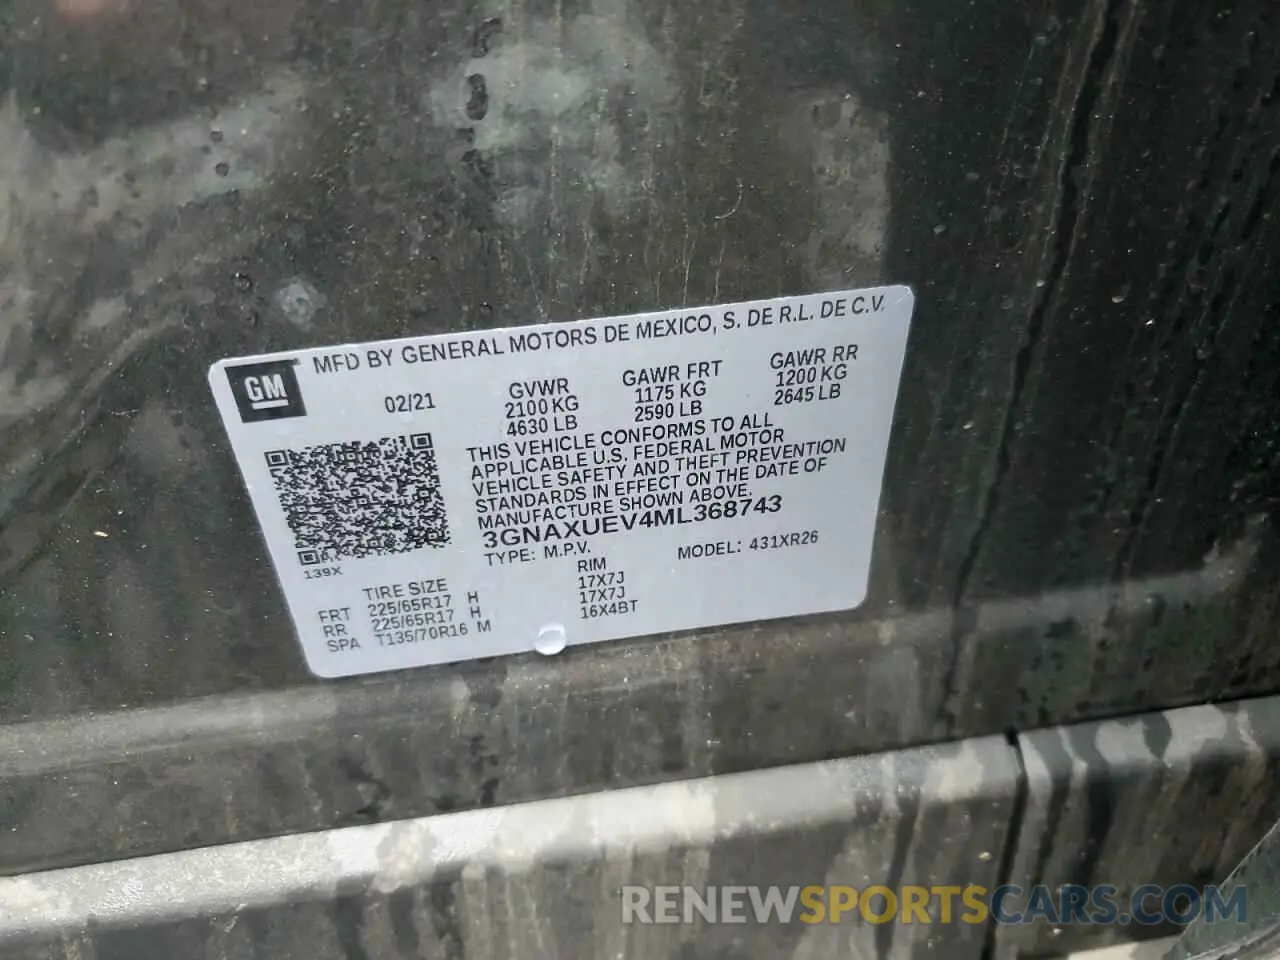 GM
MFD BY GENERAL MOTORS DE MEXICO, S. DE R.L. DE C.V.
02/21
GVWR
2100 KG
4630 LB
GAWR FRT
1175 KG
2590 LB
GAWR RR
1200 KG
2645 LB
THIS VEHICLE CONFORMS TO ALL
APPLICABLE U.S. FEDERAL MOTOR
VEHICLE SAFETY AND THEFT PREVENTION
STANDARDS IN EFFECT ON THE DATE OF
MANUFACTURE SHOWN ABOVE.
3GNAXUEV4ML368743
TYPE: M.P.V.
MODEL: 431XR26
139X
TIRE SIZE
RIM
FRT 225/65R17 H 17X7J
RR 225/65R17 H 17X7J
SPA T135/70R16 M 16X4BT
RENEWSPORTSCARS.COM